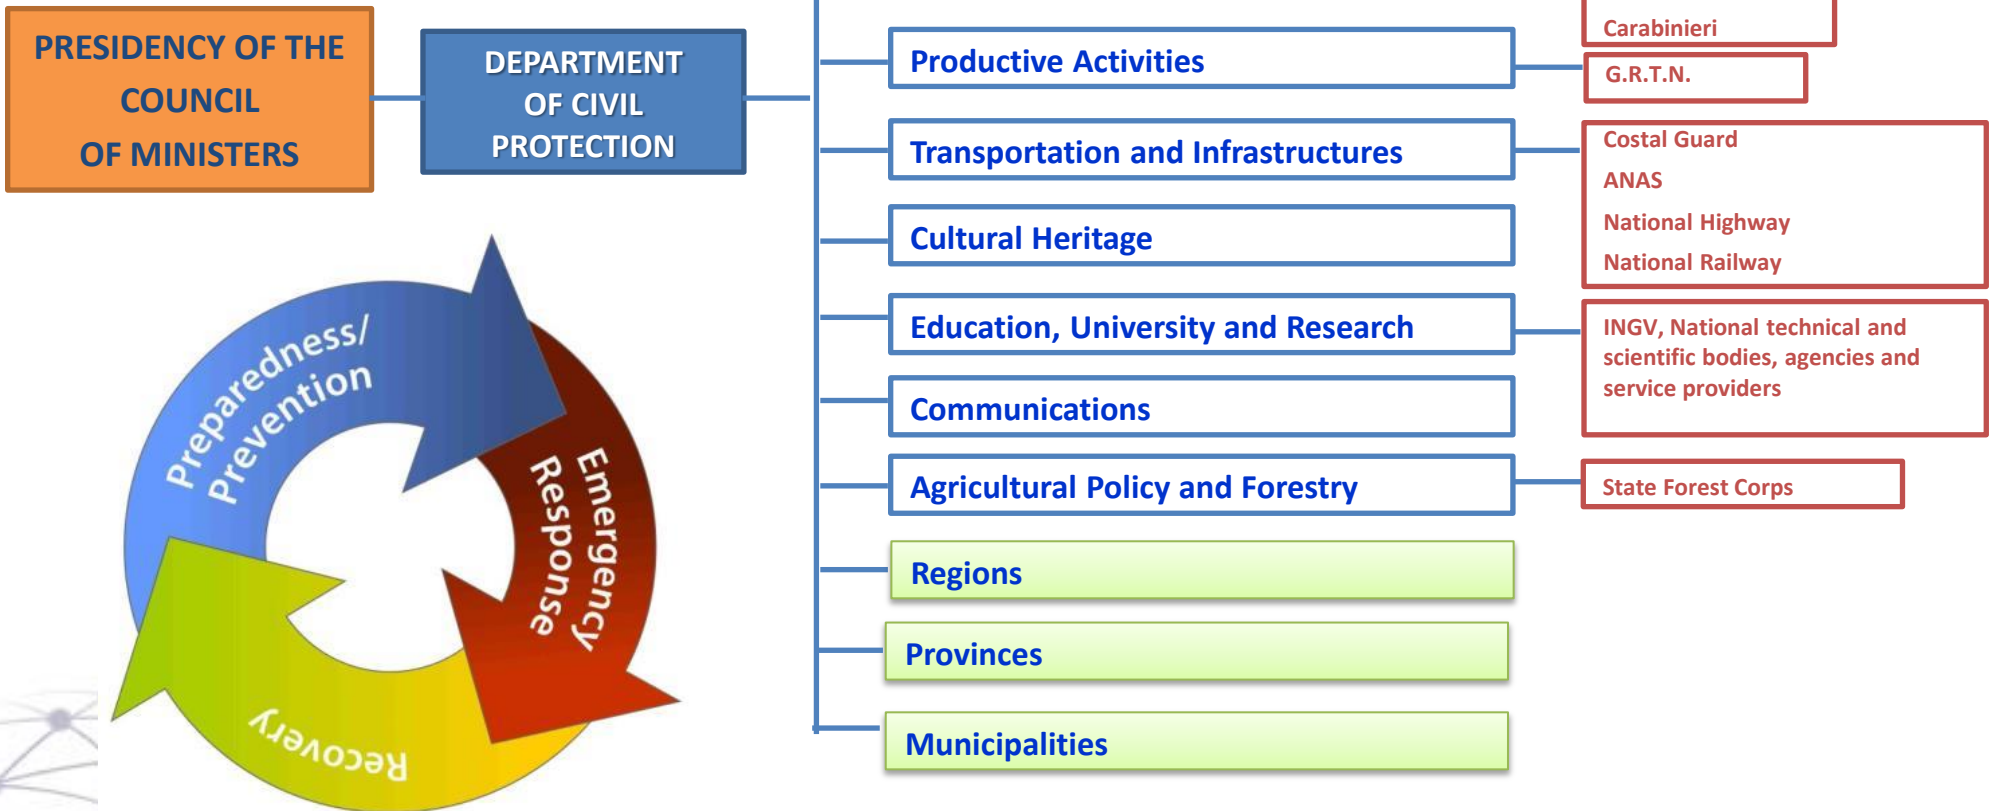 PRESIDENCY OF THE
COUNCIL
OF MINISTERS
DEPARTMENT
OF CIVIL
PROTECTION
Productive Activities
Transportation and Infrastructures
Cultural Heritage
Education, University and Research
Communications
Agricultural Policy and Forestry
Regions
Provinces
Municipalities
Carabinieri
G.R.T.N.
Costal Guard
ANAS
National Highway
National Railway
INGV, National technical and
scientific bodies, agencies and
service providers
State Forest Corps
Preparedness/
Prevention
Emergency
Response
Recovery